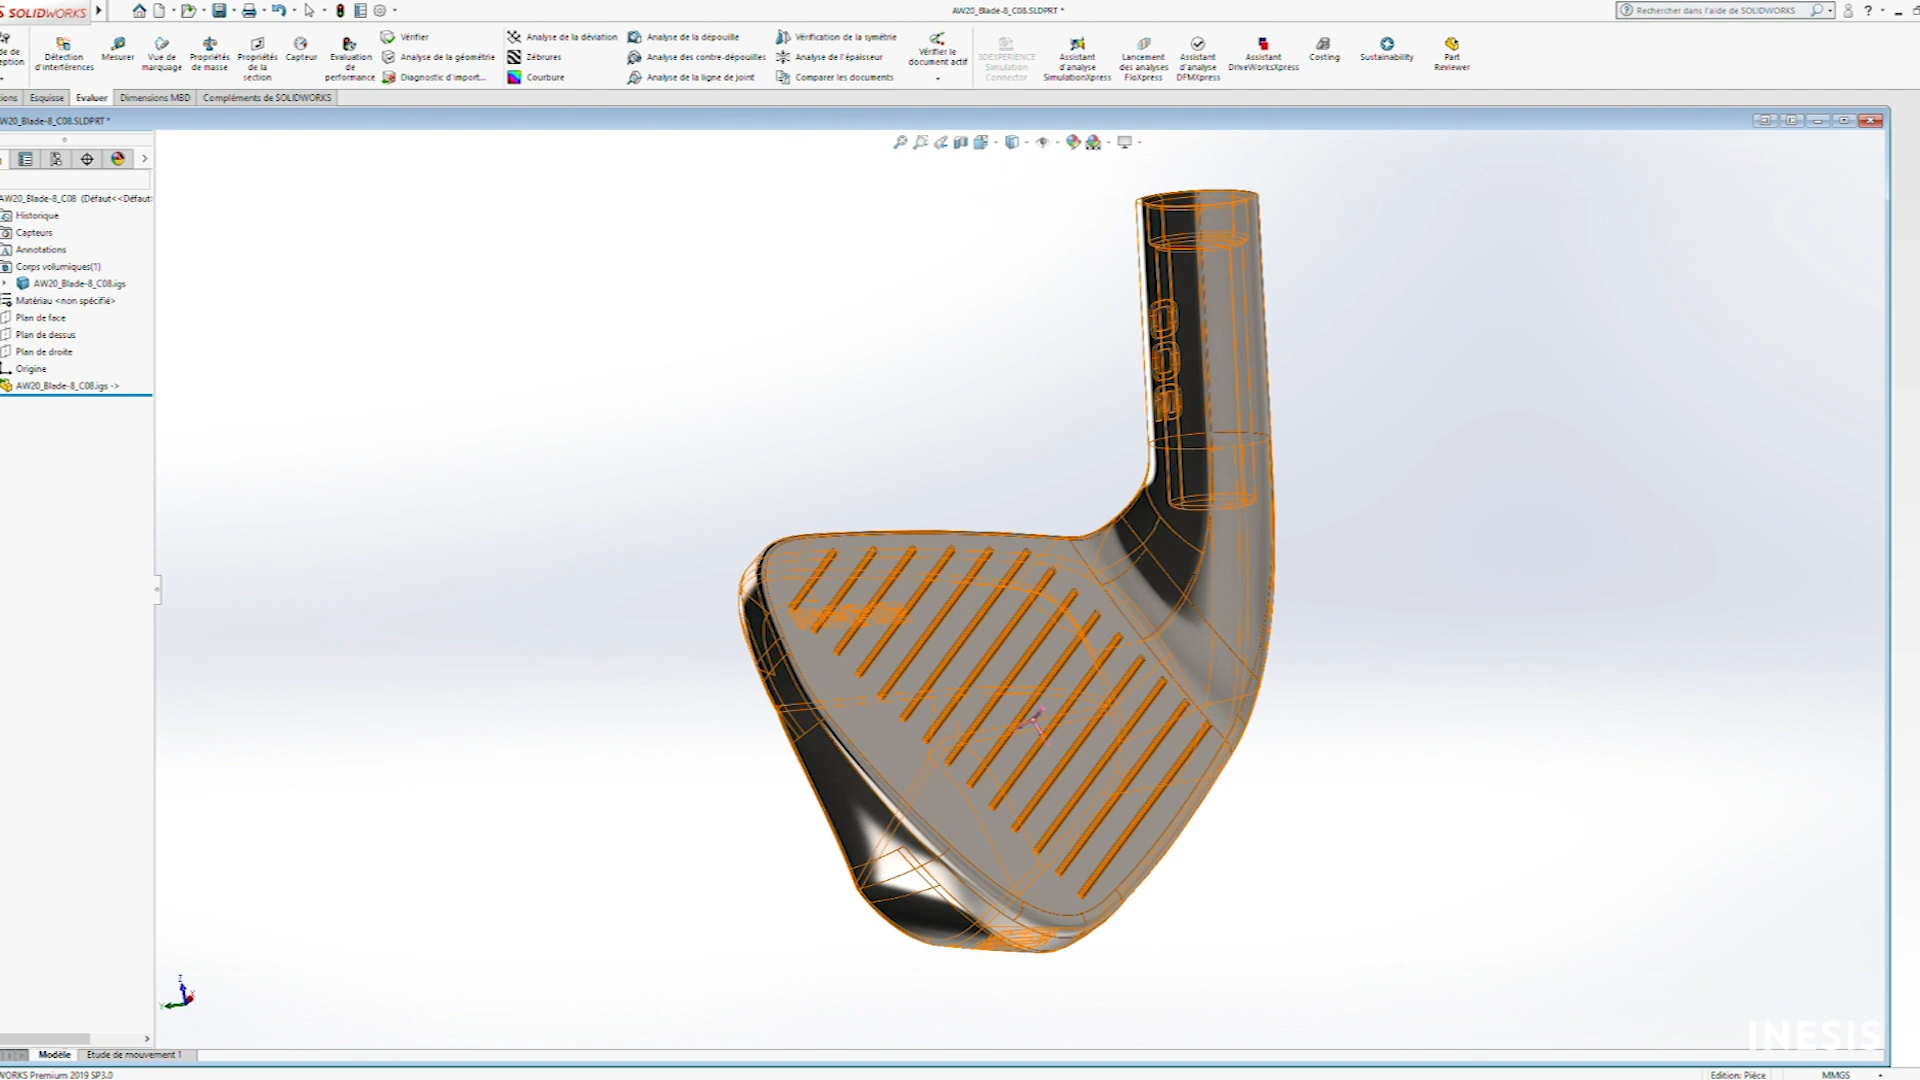 SOLIDWORKS
AW20_Blade-8_C08.SLDPRT *
Rechercher dans l'aide de SOLIDWORKS
Détection d'interférences
Mesurer
Vue de marquage
Propriétés de masse
Propriétés de la section
Capteur
Evaluation de performance
Vérifier
Analyse de la géométrie
Diagnostic d'import...
Analyse de la déviation
Zébrures
Courbure
Analyse de la dépouille
Analyse des contre-dépouilles
Analyse de la ligne de joint
Vérification de la symétrie
Analyse de l'épaisseur
Comparer les documents
Vérifier le document actif
3DEXPERIENCE Simulation Connector
Assistant d'analyse SimulationXpress
Lancement des analyses FloXpress
Assistant d'analyse DFMXpress
Assistant DriveWorksXpress
Costing
Sustainability
Part Reviewer
Esquisse
Evaluer
Dimensions MBD
Compléments de SOLIDWORKS
W20_Blade-8_C08.SLDPRT *
AW20_Blade-8_C08 (Défaut<<Défaut
Historique
Capteurs
Annotations
Corps volumiques(1)
AW20_Blade-8_C08.igs
Matériau <non spécifié>
Plan de face
Plan de dessus
Plan de droite
Origine
AW20_Blade-8_C08.igs ->
Z
Y
INESIS
Modèle
Etude de mouvement 1
WORKS Premium 2019 SP3.0
Edition: Pièce
MMGS